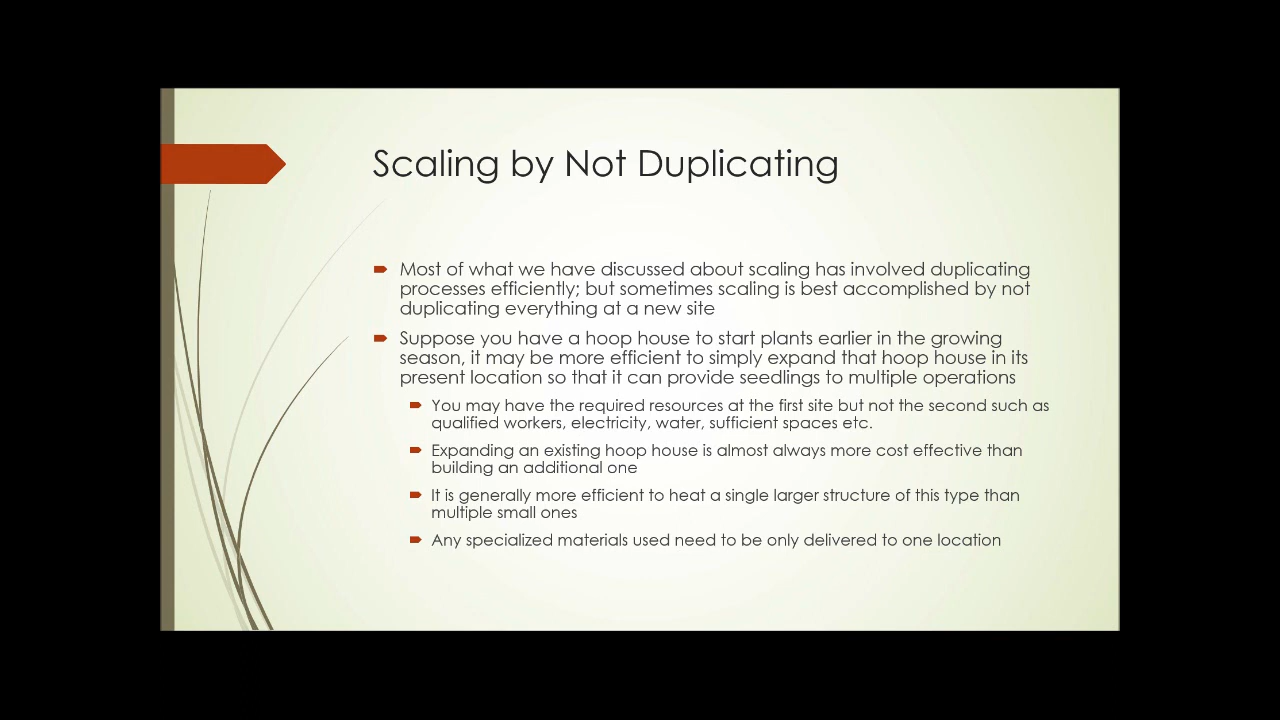 Scaling by Not Duplicating
Most of what we have discussed about scaling has involved duplicating
processes efficiently; but sometimes scaling is best accomplished by not
duplicating everything at a new site
Suppose you have a hoop house to start plants earlier in the growing
season, it may be more efficient to simply expand that hoop house in its
present location so that it can provide seedlings to multiple operations
You may have the required resources at the first site but not the second such as
qualified workers, electricity, water, sufficient spaces etc.
Expanding an existing hoop house is almost always more cost effective than
building an additional one
It is generally more efficient to heat a single larger structure of this type than
multiple small ones
Any specialized materials used need to be only delivered to one location